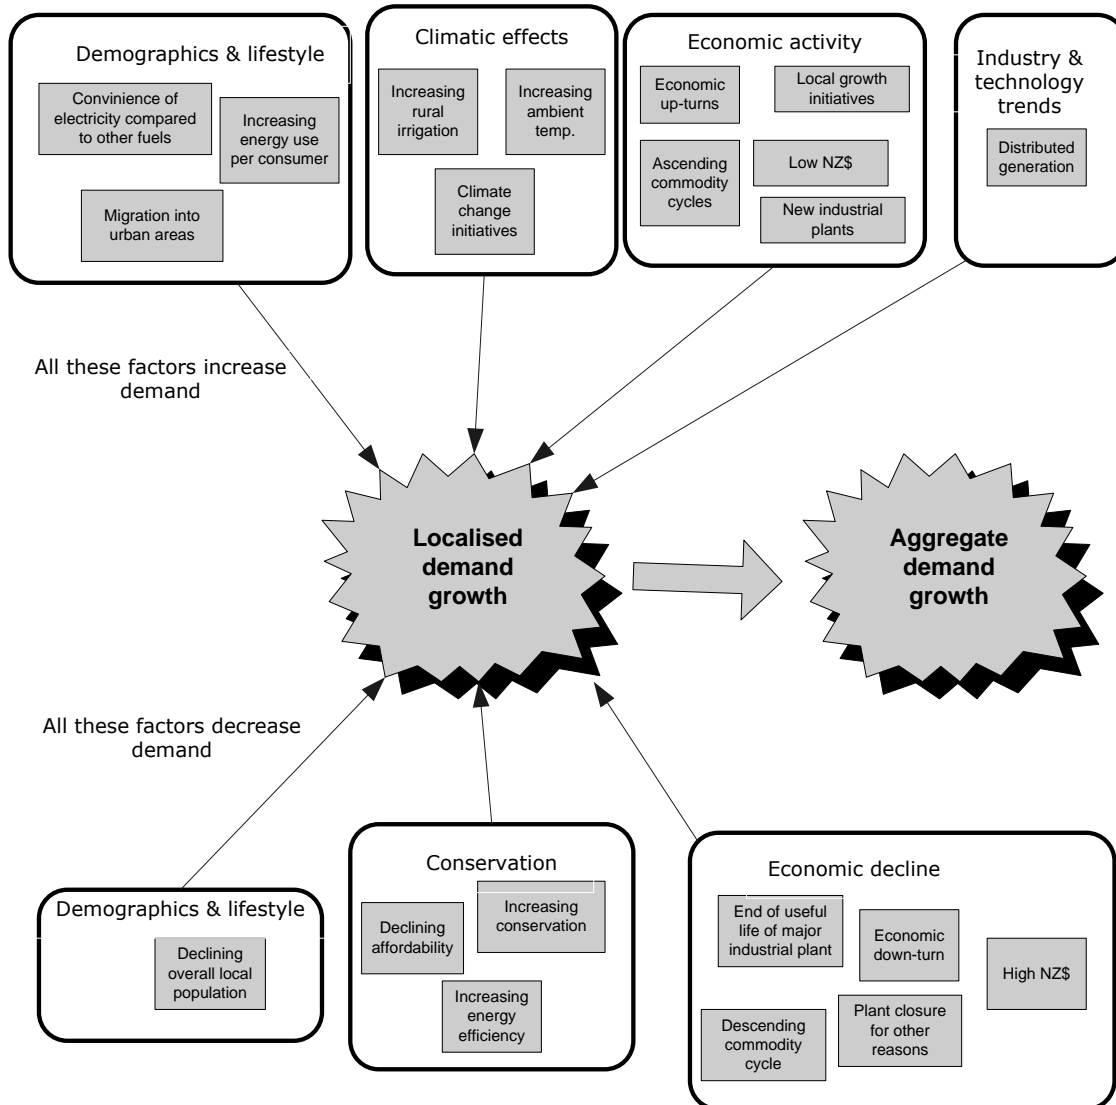 Demographics & lifestyle
Convinience of
electricity compared
to other fuels
Increasing
energy use
per consumer
Migration into
urban areas
Climatic effects
Increasing
rural
irrigation
Increasing
ambient
temp.
Climate
change
initiatives
Economic activity
Economic
up-turns
Local growth
initiatives
Ascending
commodity
cycles
Low NZ$
New industrial
plants
Industry &
technology
trends
Distributed
generation
All these factors increase
demand
Localised
demand
growth
Aggregate
demand
growth
All these factors decrease
demand
Demographics & lifestyle
Declining
overall local
population
Conservation
Declining
affordability
Increasing
conservation
Increasing
energy
efficiency
Economic decline
End of useful
life of major
industrial plant
Economic
down-turn
High NZ$
Descending
commodity
cycle
Plant closure
for other
reasons